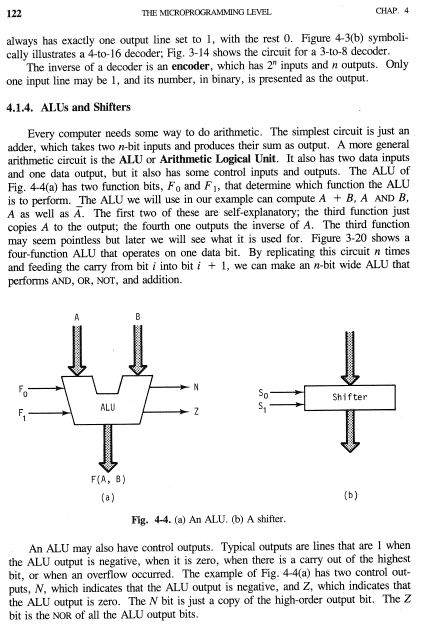 122 THE MICROPROGRAMMING LEVEL CHAP. 4
always has exactly one output line set to 1, with the rest 0. Figure 4-3(b) symboli-
cally illustrates a 4-to-16 decoder; Fig. 3-14 shows the circuit for a 3-to-8 decoder.
The inverse of a decoder is an encoder, which has 2ⁿ inputs and n outputs. Only
one input line may be 1, and its number, in binary, is presented as the output.
4.1.4. ALUs and Shifters
Every computer needs some way to do arithmetic. The simplest circuit is just an
adder, which takes two n-bit inputs and produces their sum as output. A more general
arithmetic circuit is the ALU or Arithmetic Logical Unit. It also has two data inputs
and one data output, but it also has some control inputs and outputs. The ALU of
Fig. 4-4(a) has two function bits, F₀ and F₁, that determine which function the ALU
is to perform. The ALU we will use in our example can compute A + B, A AND B,
A as well as A̅. The first two of these are self-explanatory; the third function just
copies A to the output; the fourth one outputs the inverse of A. The third function
may seem pointless but later we will see what it is used for. Figure 3-20 shows a
four-function ALU that operates on one data bit. By replicating this circuit n times
and feeding the carry from bit i into bit i + 1, we can make an n-bit wide ALU that
performs AND, OR, NOT, and addition.
A B
F₀ N
F₁ ALU Z
F(A, B)
(a)
S₀ Shifter
S₁
(b)
Fig. 4-4. (a) An ALU. (b) A shifter.
An ALU may also have control outputs. Typical outputs are lines that are 1 when
the ALU output is negative, when it is zero, when there is a carry out of the highest
bit, or when an overflow occurred. The example of Fig. 4-4(a) has two control out-
puts, N, which indicates that the ALU output is negative, and Z, which indicates that
the ALU output is zero. The N bit is just a copy of the high-order output bit. The Z
bit is the NOR of all the ALU output bits.